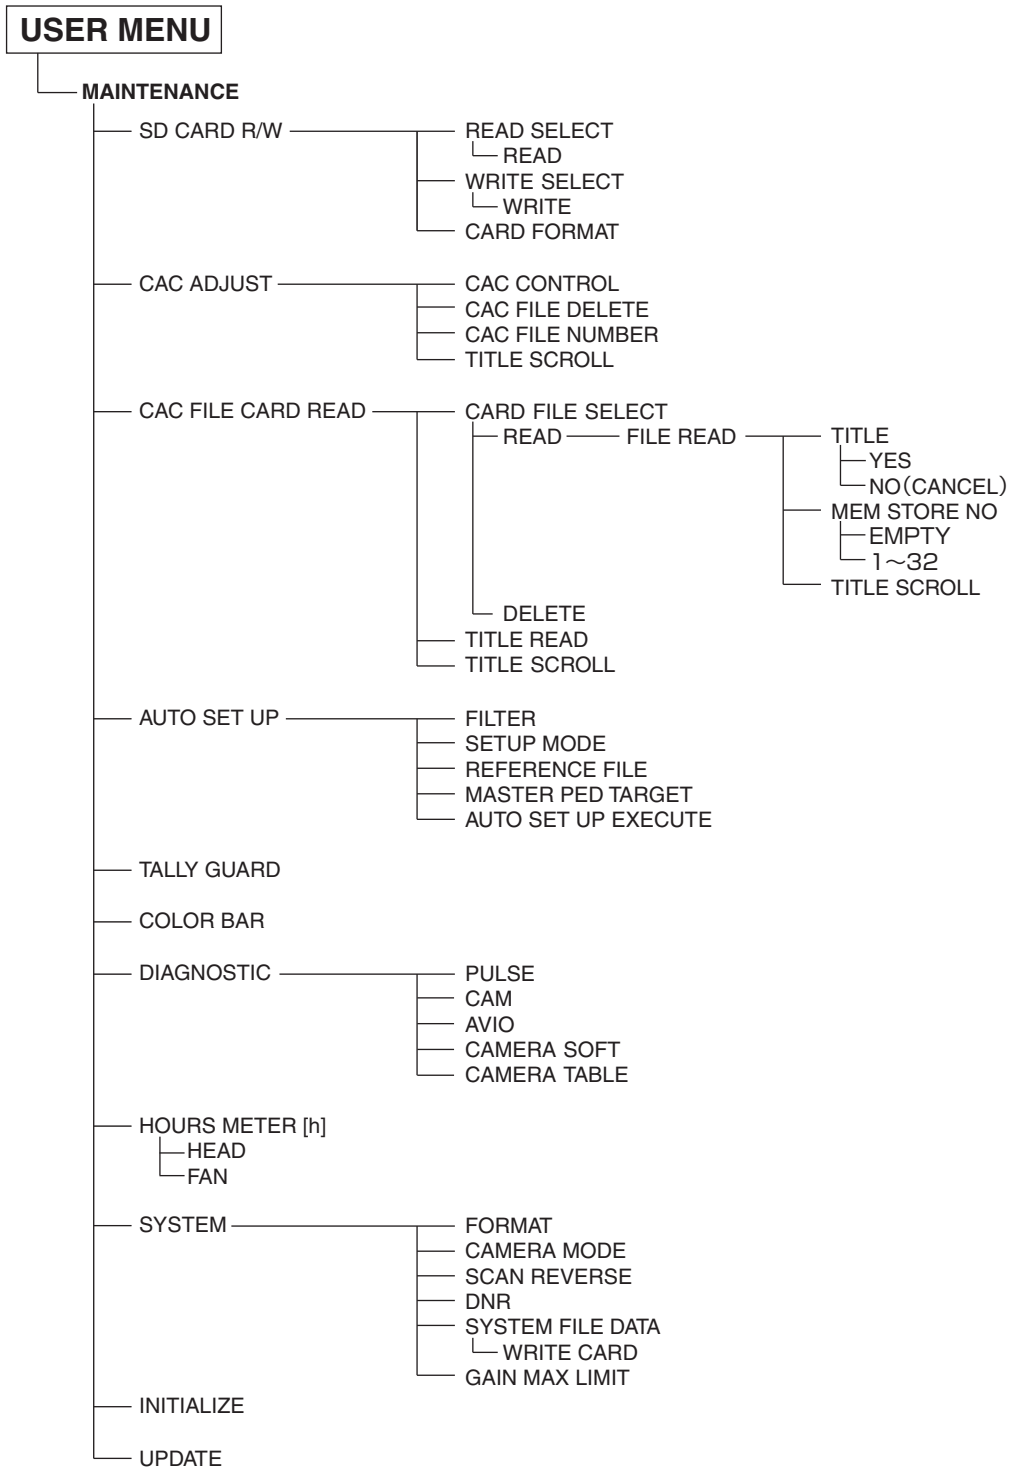 USER MENU
MAINTENANCE
SD CARD R/W
READ SELECT
READ
WRITE SELECT
WRITE
CARD FORMAT
CAC ADJUST
CAC CONTROL
CAC FILE DELETE
CAC FILE NUMBER
TITLE SCROLL
CAC FILE CARD READ
CARD FILE SELECT
READ
FILE READ
TITLE
YES
NO(CANCEL)
MEM STORE NO
EMPTY
1〜32
TITLE SCROLL
DELETE
TITLE READ
TITLE SCROLL
AUTO SET UP
FILTER
SETUP MODE
REFERENCE FILE
MASTER PED TARGET
AUTO SET UP EXECUTE
TALLY GUARD
COLOR BAR
DIAGNOSTIC
PULSE
CAM
AVIO
CAMERA SOFT
CAMERA TABLE
HOURS METER [h]
HEAD
FAN
SYSTEM
FORMAT
CAMERA MODE
SCAN REVERSE
DNR
SYSTEM FILE DATA
WRITE CARD
GAIN MAX LIMIT
INITIALIZE
UPDATE